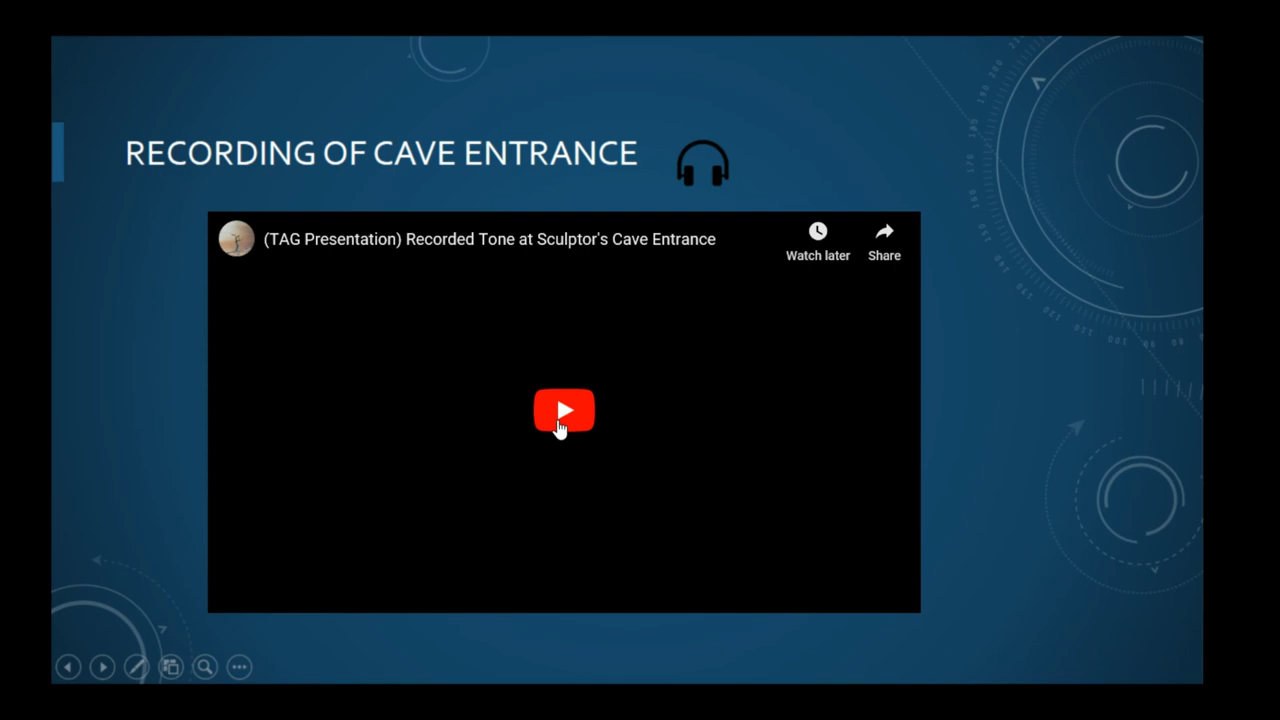 RECORDING OF CAVE ENTRANCE
(TAG Presentation) Recorded Tone at Sculptor's Cave Entrance
Watch later
Share